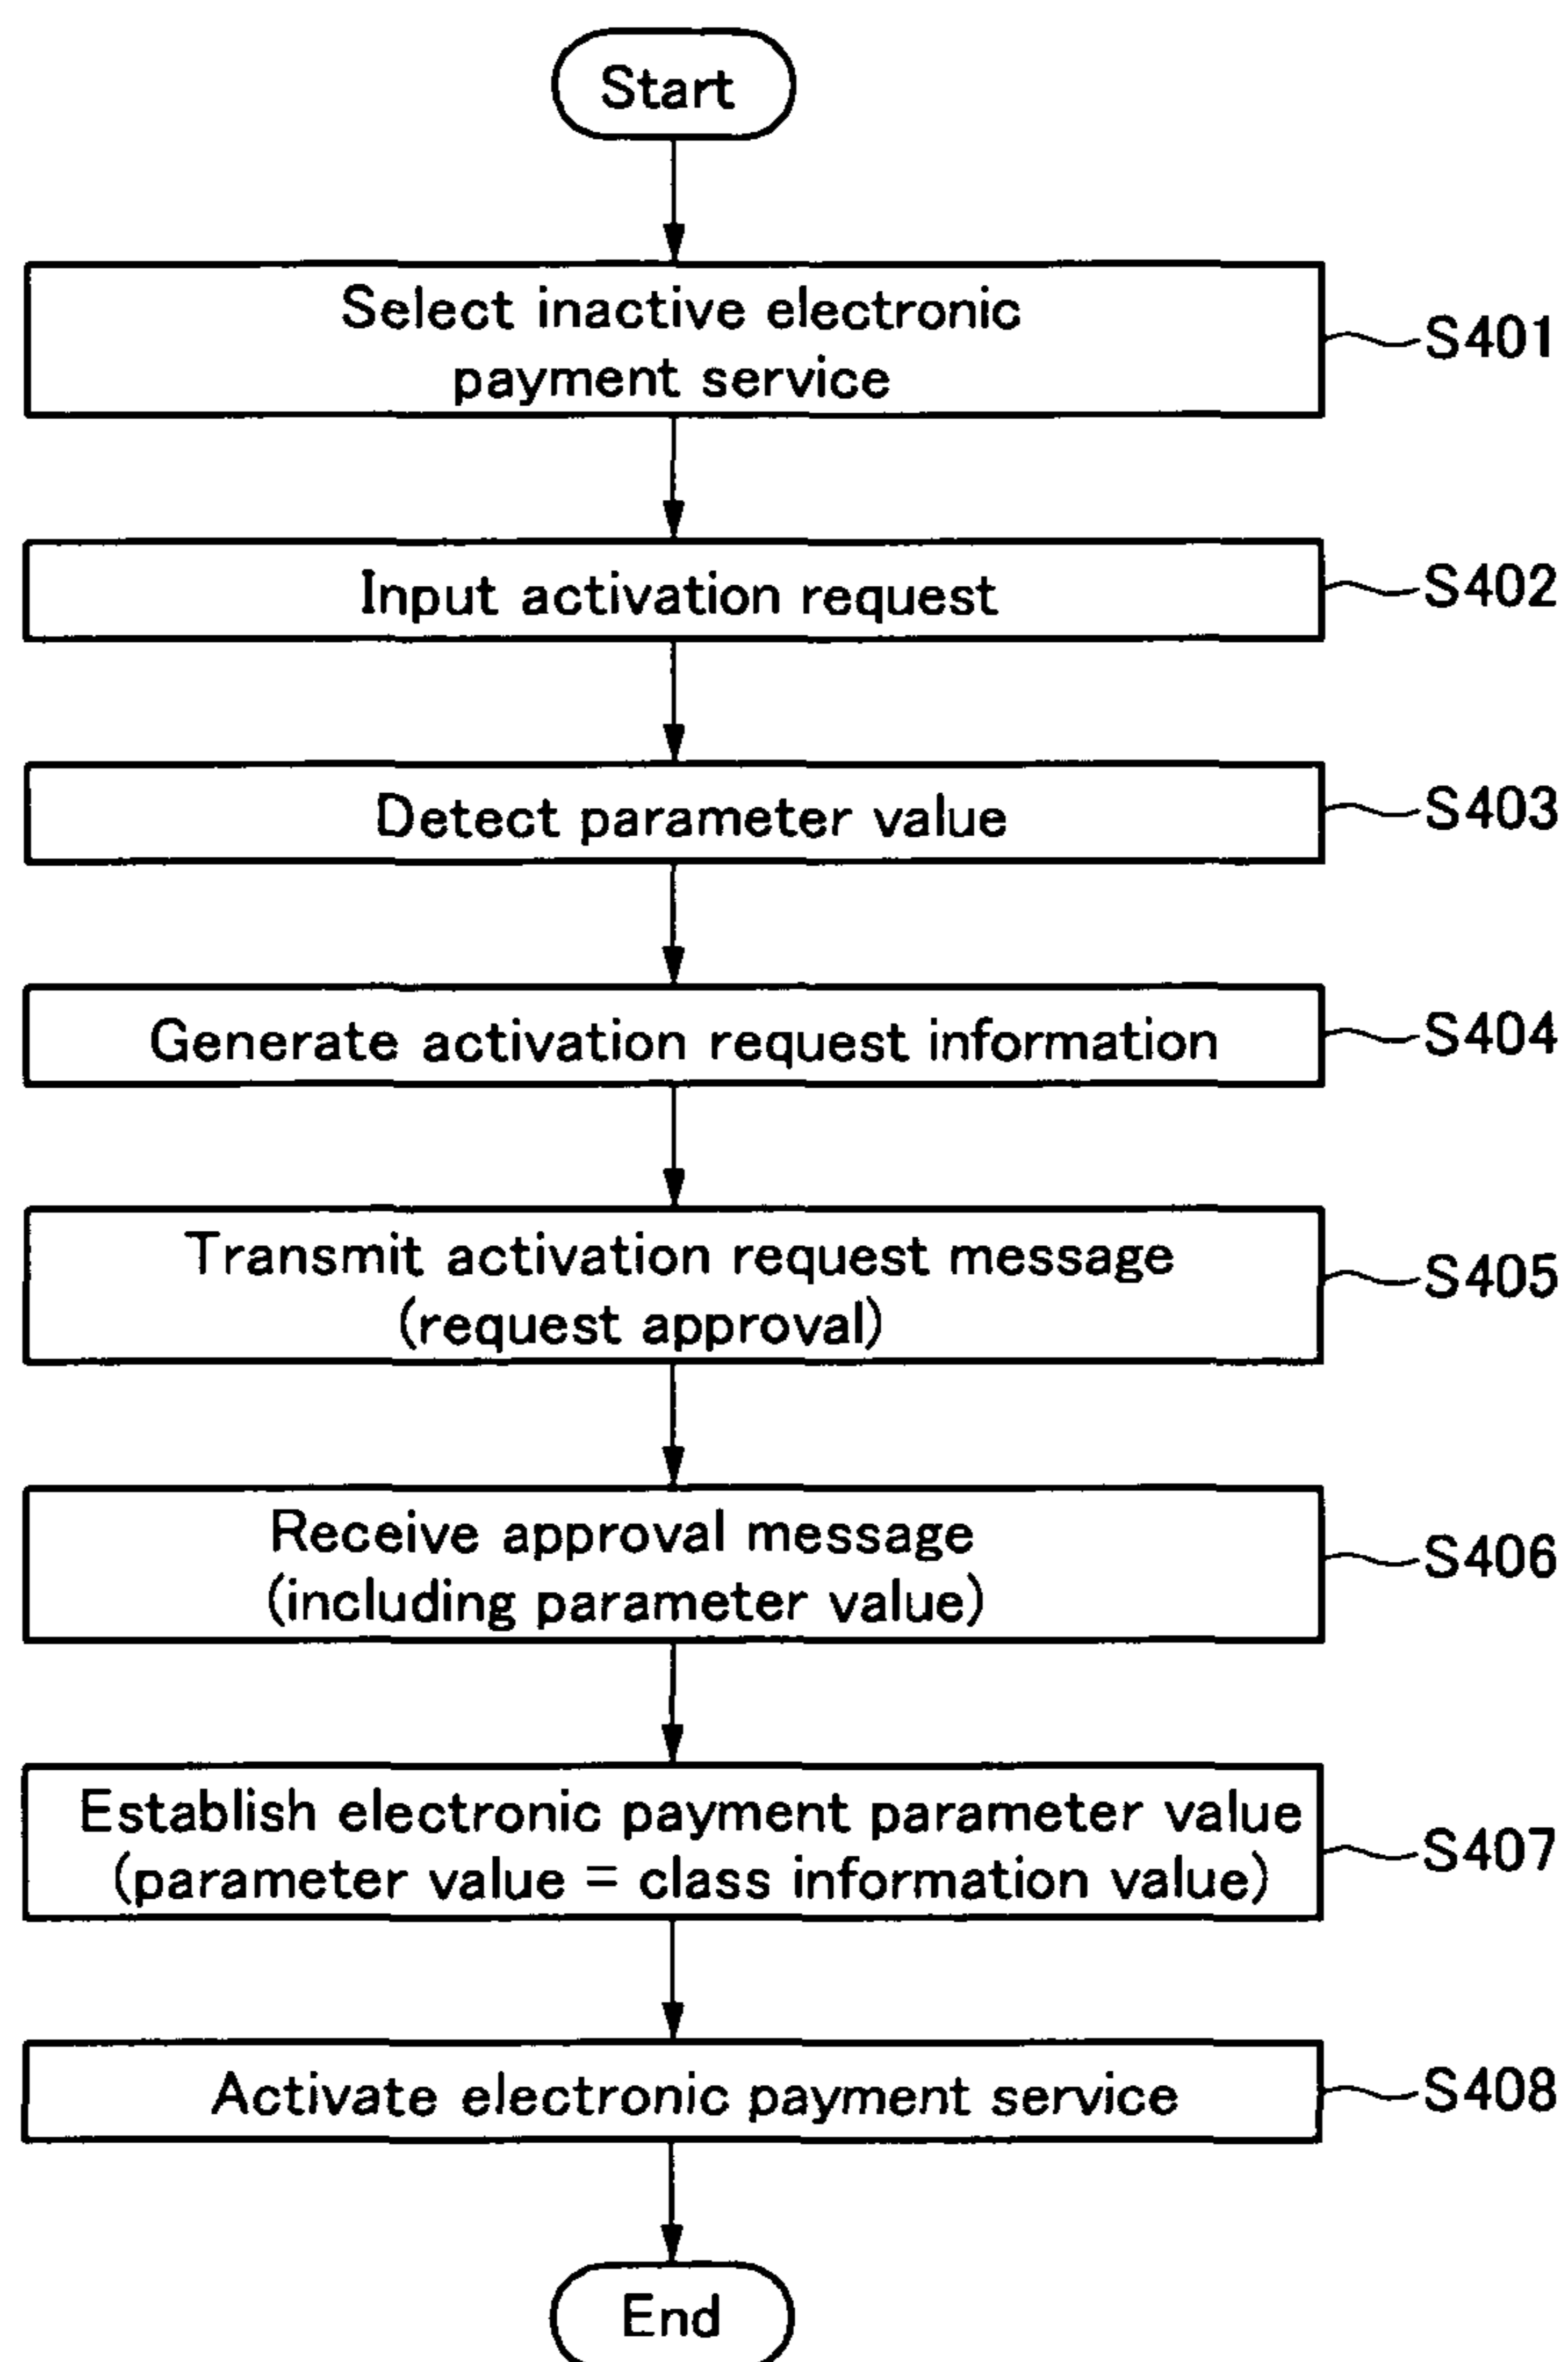 Start
Select inactive electronic
payment service
S401
Input activation request
S402
Detect parameter value
S403
Generate activation request information
S404
Transmit activation request message
(request approval)
S405
Receive approval message
(including parameter value)
S406
Establish electronic payment parameter value
(parameter value = class information value)
S407
Activate electronic payment service
S408
End